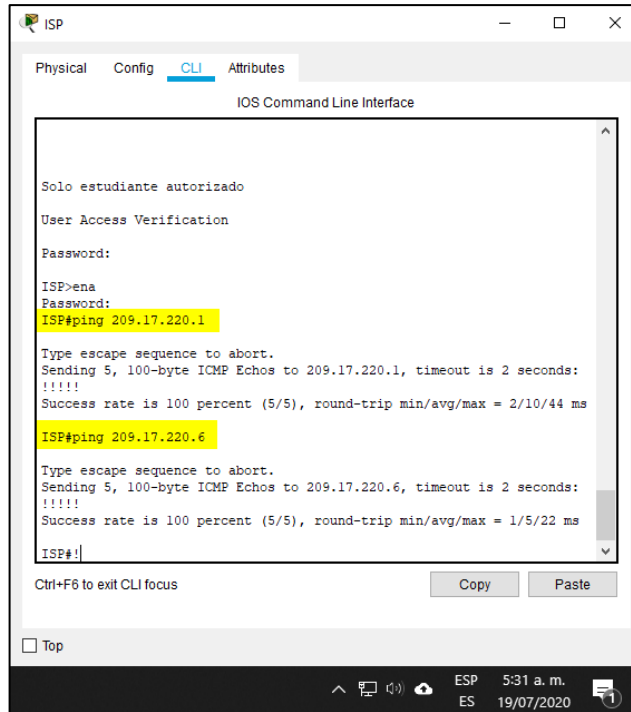 ISP
Physical Config CLI Attributes
IOS Command Line Interface
Solo estudiante autorizado
User Access Verification
Password:
ISP>ena
Password:
ISP#ping 209.17.220.1
Type escape sequence to abort.
Sending 5, 100-byte ICMP Echos to 209.17.220.1, timeout is 2 seconds:
!!!!!
Success rate is 100 percent (5/5), round-trip min/avg/max = 2/10/44 ms
ISP#ping 209.17.220.6
Type escape sequence to abort.
Sending 5, 100-byte ICMP Echos to 209.17.220.6, timeout is 2 seconds:
!!!!!
Success rate is 100 percent (5/5), round-trip min/avg/max = 1/5/22 ms
ISP#!
Ctrl+F6 to exit CLI focus
Copy Paste
Top
ESP 5:31 a. m.
ES 19/07/2020
1